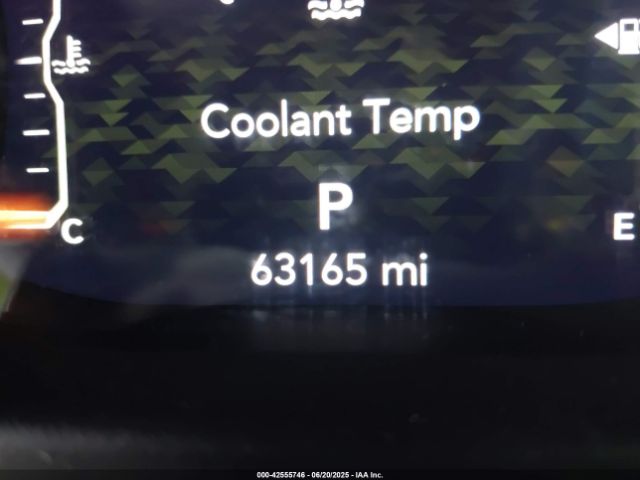 Coolant Temp
P
C
E
63165 mi
000-42555746 - 06/20/2025 - IAA Inc.